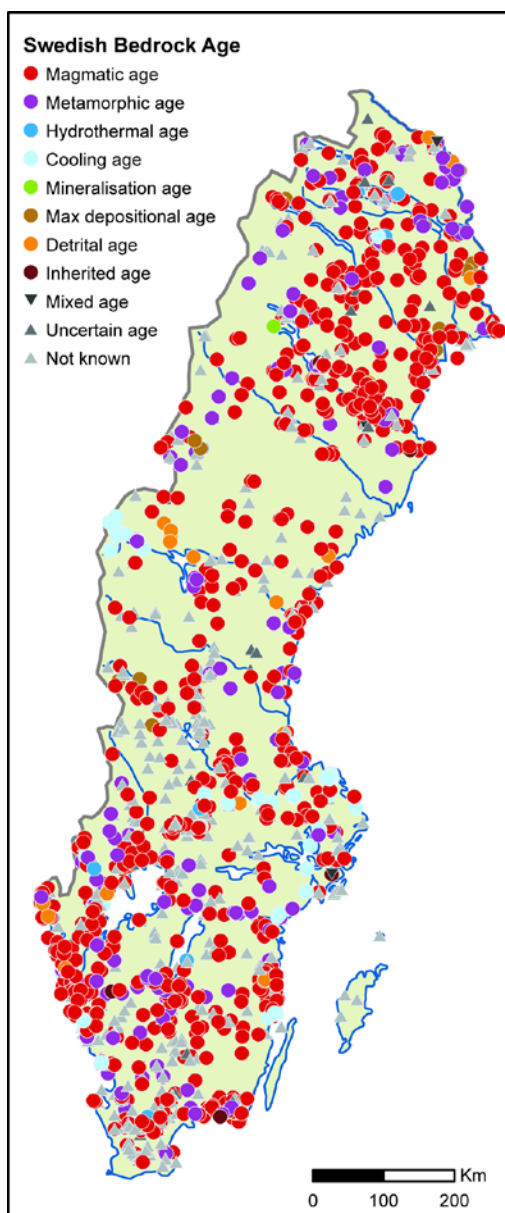 Swedish Bedrock Age
Magmatic age
Metamorphic age
Hydrothermal age
Cooling age
Mineralisation age
Max depositional age
Detrital age
Inherited age
Mixed age
Uncertain age
Not known
Km
0 100 200